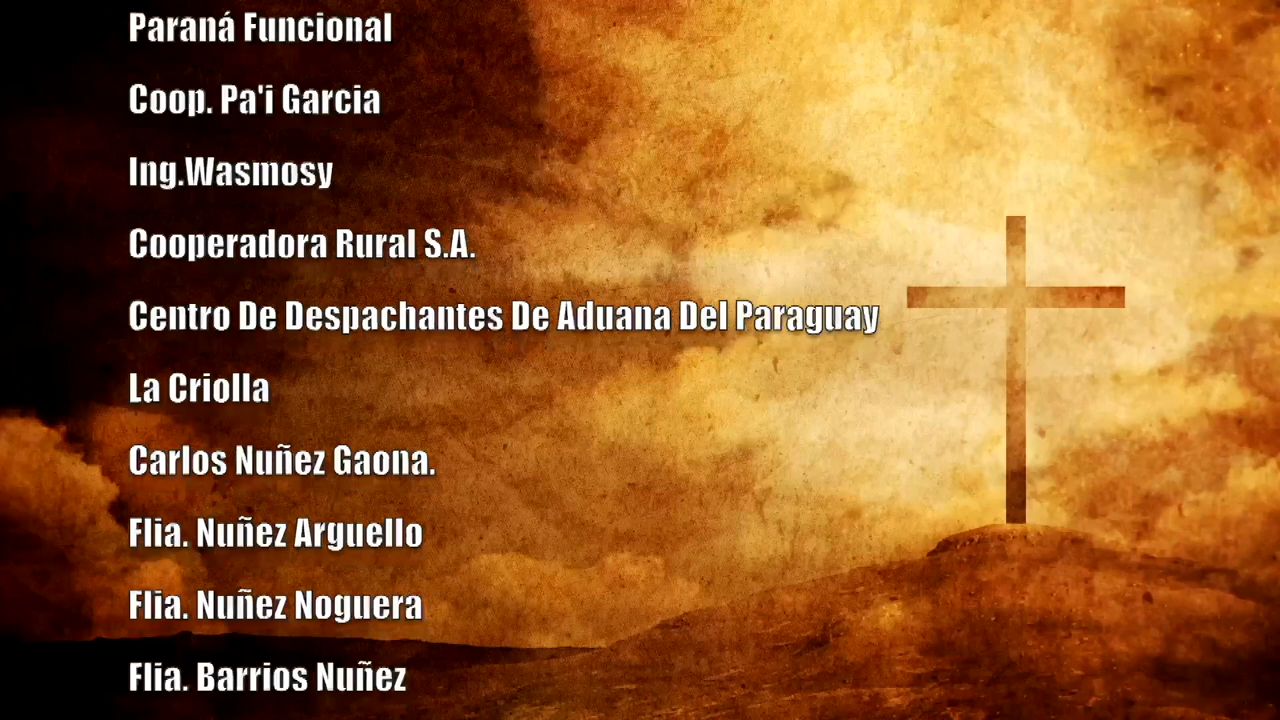 Paraná Funcional
Coop. Pa'i Garcia
Ing.Wasmosy
Cooperadora Rural S.A.
Centro De Despachantes De Aduana Del Paraguay
La Criolla
Carlos Nuñez Gaona.
Flia. Nuñez Arguello
Flia. Nuñez Noguera
Flia. Barrios Nuñez